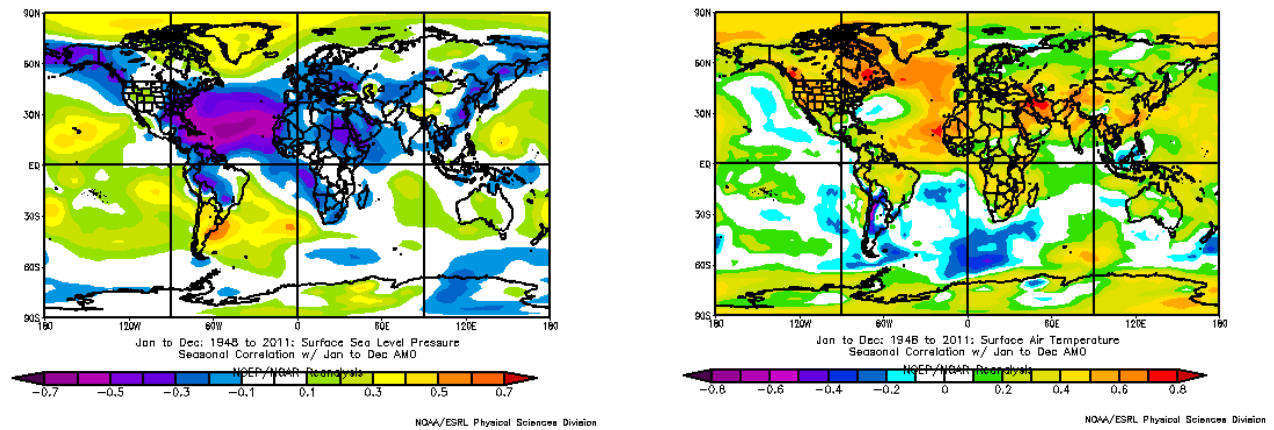 90N
60N
30N
EQ
30S
60S
90S
180 120W 60W 0 60E 120E 180
Jan to Dec: 1948 to 2011: Surface Sea Level Pressure
Seasonal Correlation w/ Jan to Dec AMO
NCEP/NCAR Reanalysis
-0.7 -0.5 -0.3 -0.1 0.1 0.3 0.5 0.7
NOAA/ESRL Physical Sciences Division
90N
60N
30N
EQ
30S
60S
90S
180 120W 60W 0 60E 120E 180
Jan to Dec: 1948 to 2011: Surface Air Temperature
Seasonal Correlation w/ Jan to Dec AMO
NCEP/NCAR Reanalysis
-0.8 -0.6 -0.4 -0.2 0 0.2 0.4 0.6 0.8
NOAA/ESRL Physical Sciences Division